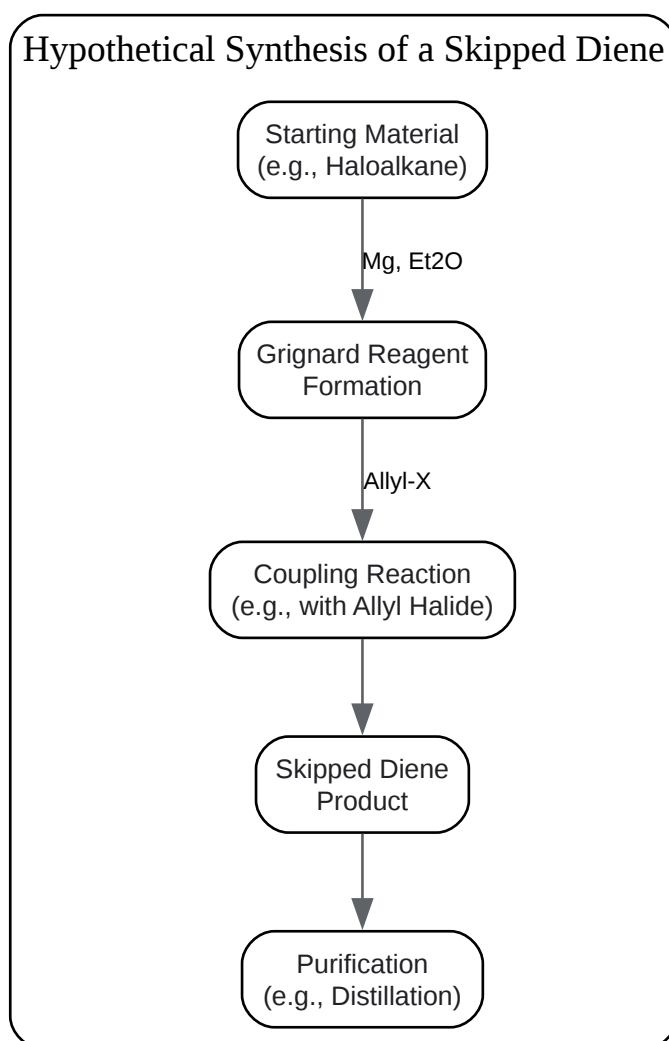 Hypothetical Synthesis of a Skipped Diene
Starting Material
(e.g., Haloalkane)
Mg, Et2O
Grignard Reagent
Formation
Allyl-X
Coupling Reaction
(e.g., with Allyl Halide)
Skipped Diene
Product
Purification
(e.g., Distillation)